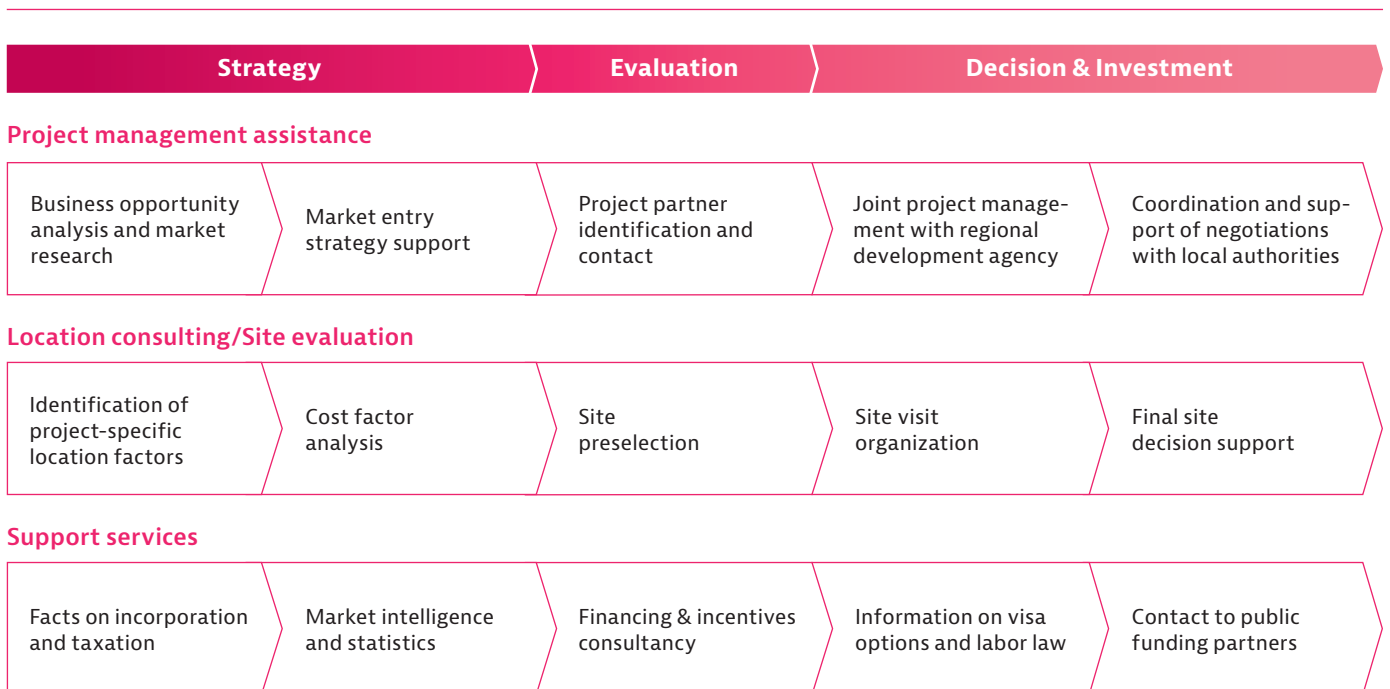 Strategy
Evaluation
Decision & Investment
Project management assistance
Business opportunity
analysis and market
research
Market entry
strategy support
Project partner
identification and
contact
Joint project manage-
ment with regional
development agency
Coordination and sup-
port of negotiations
with local authorities
Location consulting/Site evaluation
Identification of
project-specific
location factors
Cost factor
analysis
Site
preselection
Site visit
organization
Final site
decision support
Support services
Facts on incorporation
and taxation
Market intelligence
and statistics
Financing & incentives
consultancy
Information on visa
options and labor law
Contact to public
funding partners